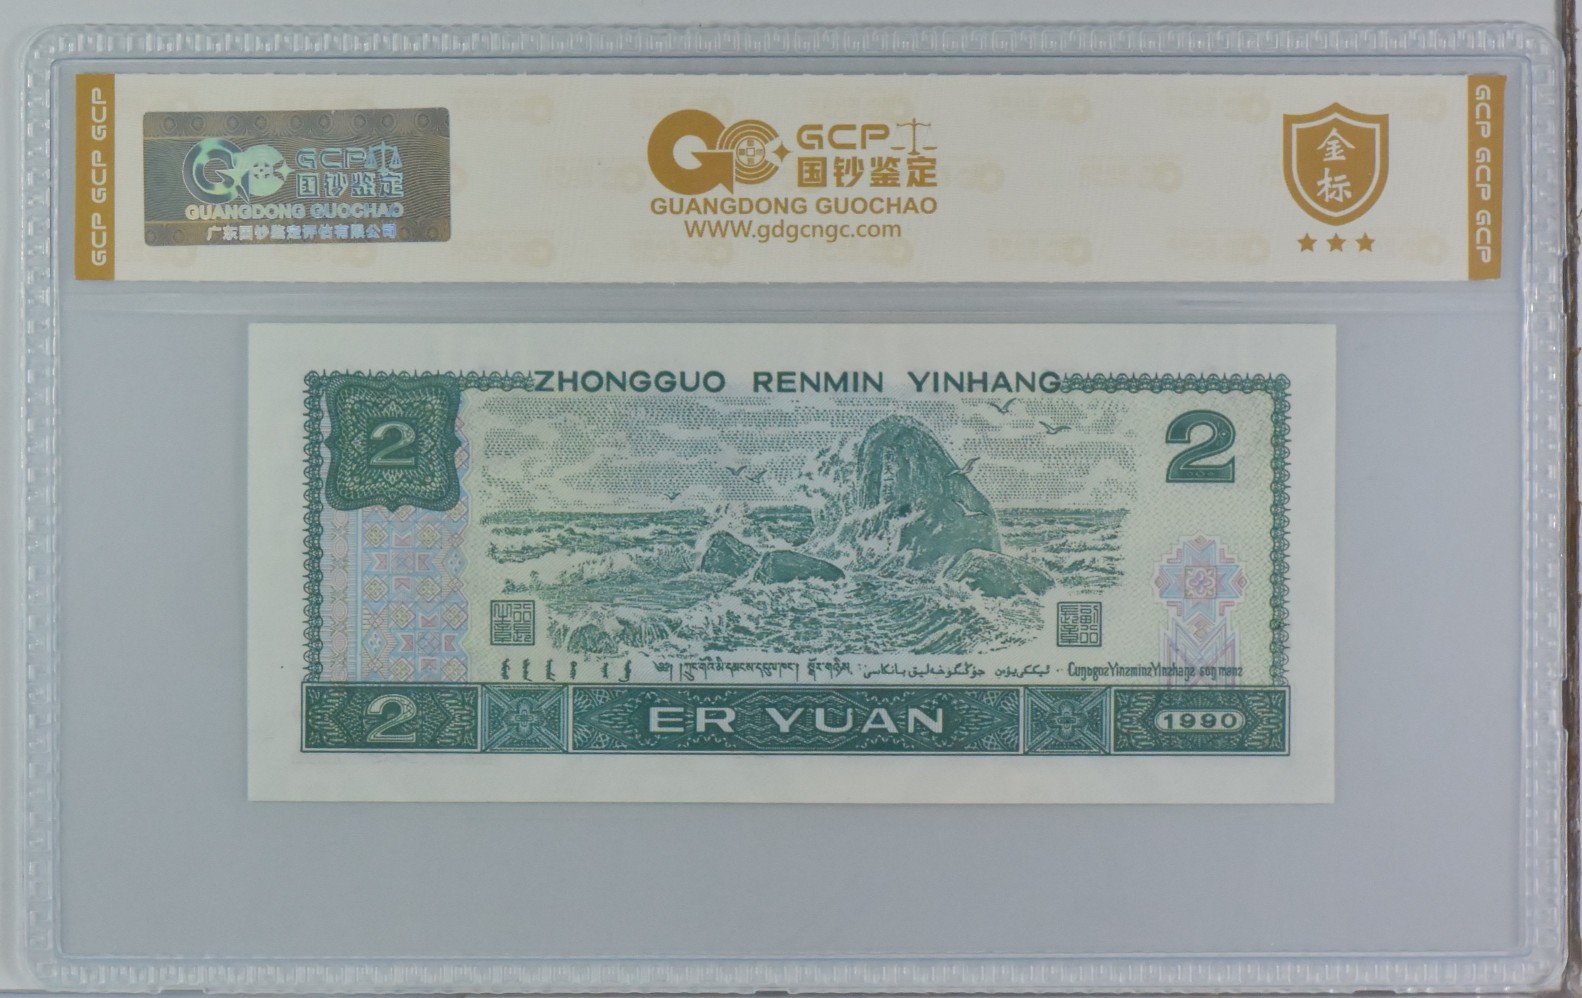 GCP GCP GCP
GCP
国钞鉴定
GUANGDONG GUOCHAO
广东国钞鉴定评估有限公司
GCP
国钞鉴定
GUANGDONG GUOCHAO
WWW.gdgcngc.com
金
标
GCP GCP GCP
ZHONGGUO RENMIN YINHANG
2
2
2
ER YUAN
1990